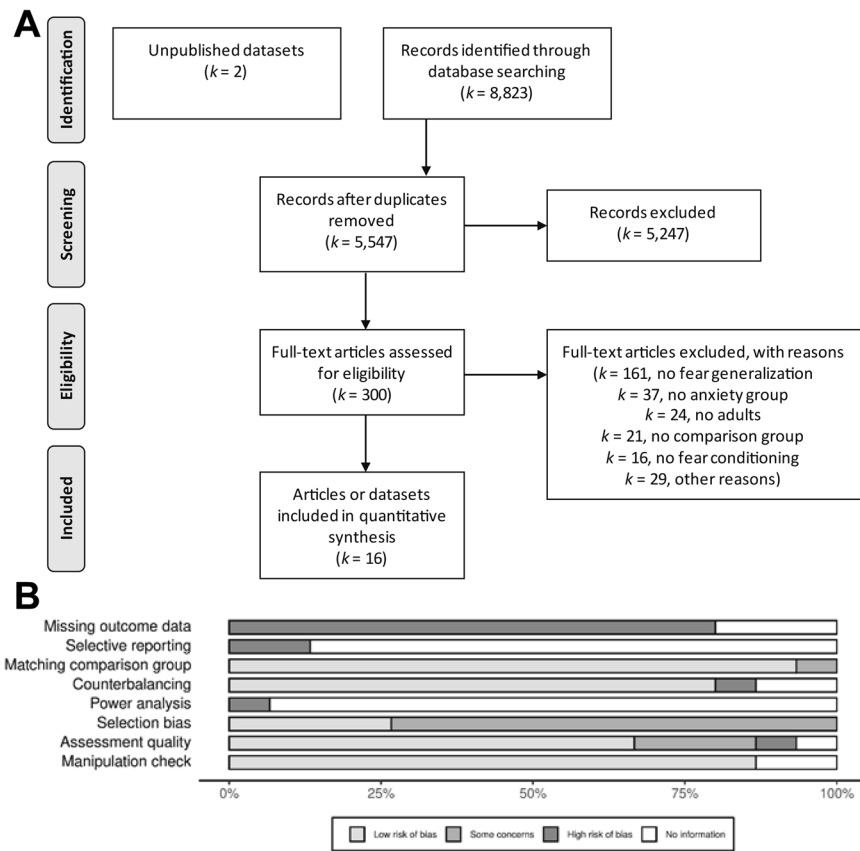 A
Identification
Unpublished datasets
(k = 2)
Records identified through
database searching
(k = 8,823)
Screening
Records after duplicates
removed
(k = 5,547)
Records excluded
(k = 5,247)
Eligibility
Full-text articles assessed
for eligibility
(k = 300)
Full-text articles excluded, with reasons
(k = 161, no fear generalization
k = 37, no anxiety group
k = 24, no adults
k = 21, no comparison group
k = 16, no fear conditioning
k = 29, other reasons)
Included
Articles or datasets
included in quantitative
synthesis
(k = 16)
B
Missing outcome data
Selective reporting
Matching comparison group
Counterbalancing
Power analysis
Selection bias
Assessment quality
Manipulation check
0% 25% 50% 75% 100%
Low risk of bias Some concerns High risk of bias No information